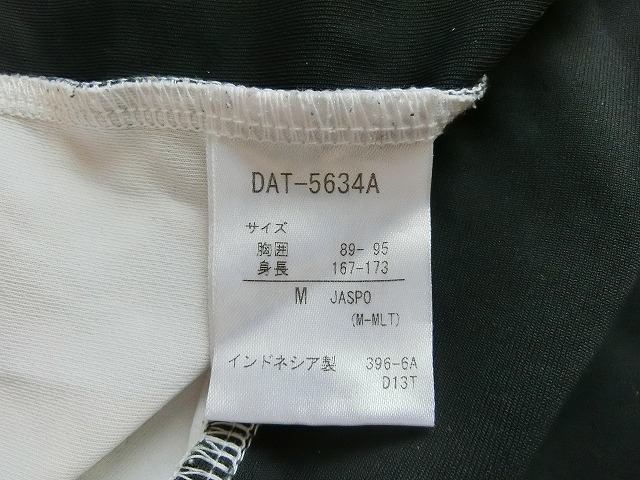 DAT-5634A
サイズ
胸囲 89- 95
身長 167-173
M JASPO
(M-MLT)
インドネシア製 396-6A
D13T